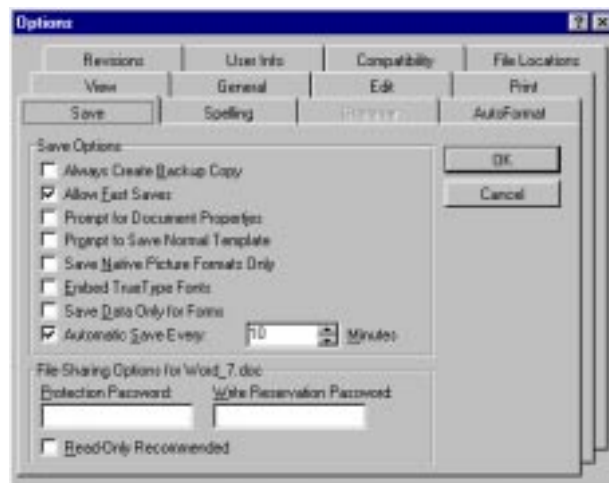 Options
Revisions User Info Compatibility File Locations
View General Edit Print
Save Spelling Grammar AutoFormat
Save Options
Always Create Backup Copy
Allow Fast Saves
Prompt for Document Properties
Prompt to Save Normal Template
Save Native Picture Formats Only
Embed TrueType Fonts
Save Data Only for Forms
Automatic Save Every: 10 Minutes
OK
Cancel
File-Sharing Options for Word_7.doc
Protection Password: Write Reservation Password:
Read-Only Recommended